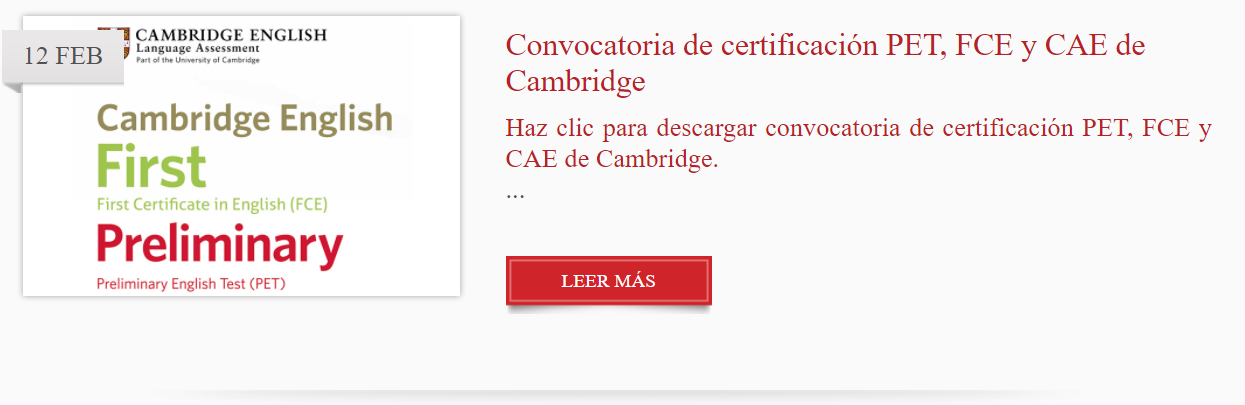 12 FEB
CAMBRIDGE ENGLISH
Language Assessment
Part of the University of Cambridge
Cambridge English
First
First Certificate in English (FCE)
Preliminary
Preliminary English Test (PET)
Convocatoria de certificación PET, FCE y CAE de
Cambridge
Haz clic para descargar convocatoria de certificación PET, FCE y
CAE de Cambridge.
...
LEER MÁS